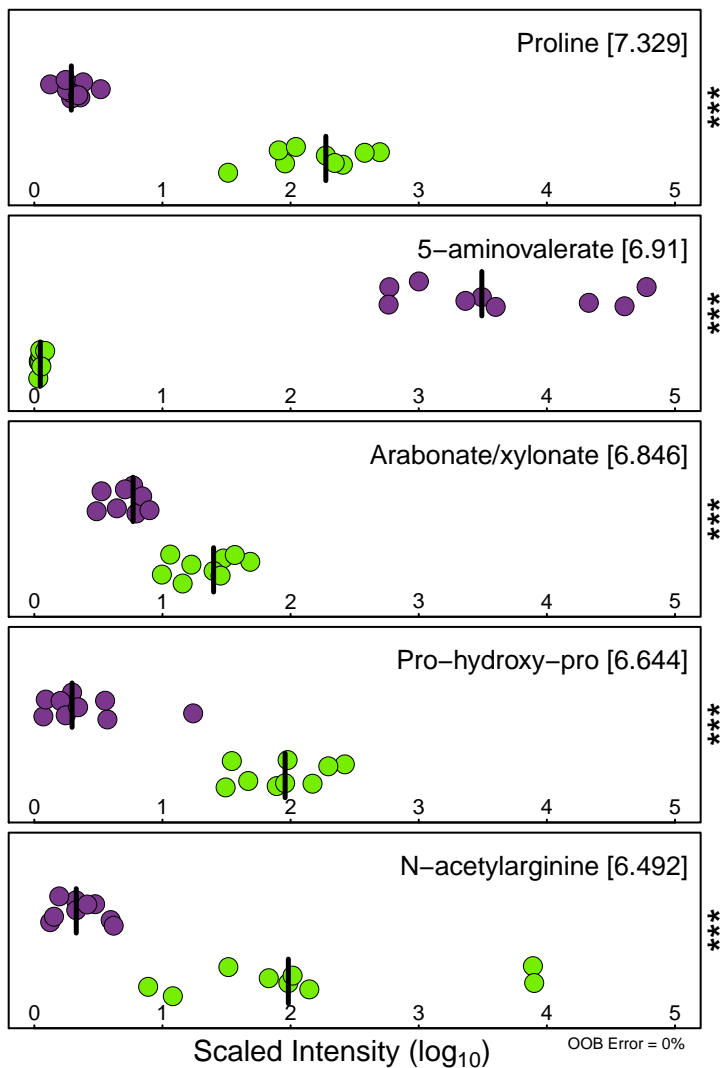 Proline [7.329]
***
0 1 2 3 4 5
5−aminovalerate [6.91]
***
0 1 2 3 4 5
Arabonate/xylonate [6.846]
***
0 1 2 3 4 5
Pro−hydroxy−pro [6.644]
***
0 1 2 3 4 5
N−acetylarginine [6.492]
***
0 1 2 3 4 5
Scaled Intensity (log₁₀)
OOB Error = 0%